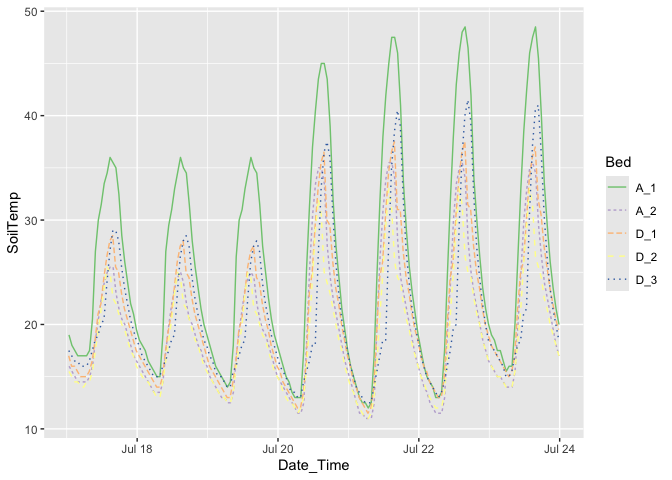 50
40
30
20
10
SoilTemp
Jul 18
Jul 20
Jul 22
Jul 24
Date_Time
Bed
A_1
A_2
D_1
D_2
D_3